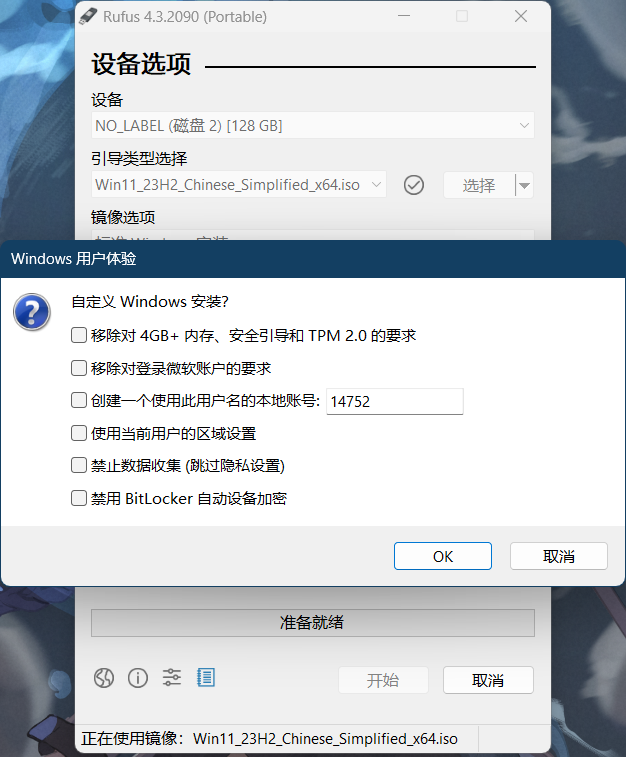 Rufus 4.3.2090 (Portable)
设备选项
设备
NO_LABEL (磁盘 2) [128 GB]
引导类型选择
Win11_23H2_Chinese_Simplified_x64.iso
选择
镜像选项
Windows 用户体验
自定义 Windows 安装?
移除对 4GB+ 内存、安全引导和 TPM 2.0 的要求
移除对登录微软账户的要求
创建一个使用此用户名的本地账号: 14752
使用当前用户的区域设置
禁止数据收集 (跳过隐私设置)
禁用 BitLocker 自动设备加密
OK 取消
准备就绪
开始 取消
正在使用镜像: Win11_23H2_Chinese_Simplified_x64.iso